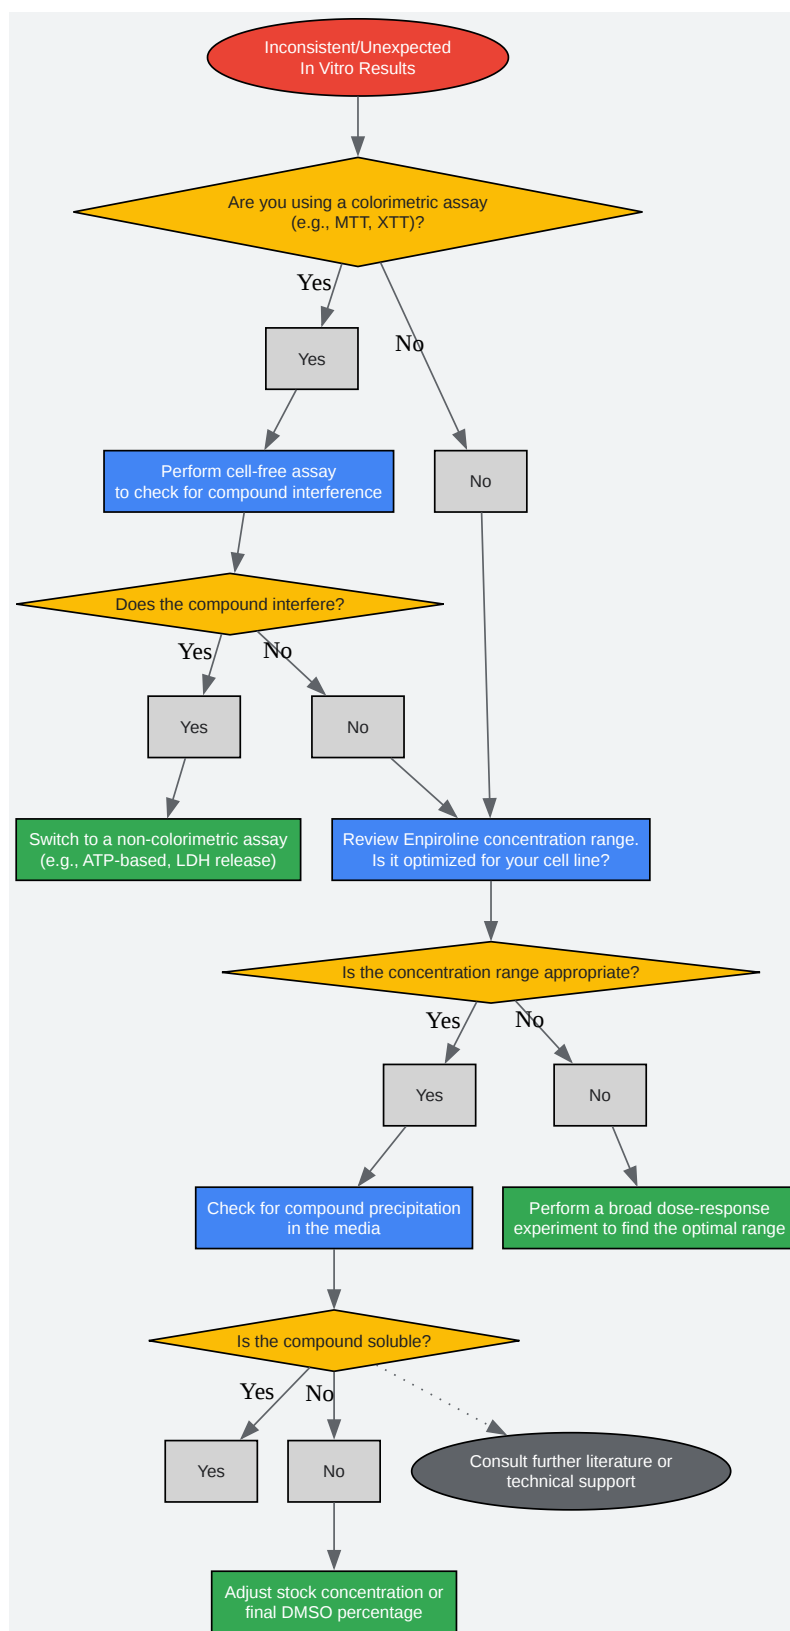 Inconsistent/Unexpected
In Vitro Results
Are you using a colorimetric assay
(e.g., MTT, XTT)?
Yes
No
Yes
Perform cell-free assay
to check for compound interference
No
Does the compound interfere?
Yes
No
Yes
No
Switch to a non-colorimetric assay
(e.g., ATP-based, LDH release)
Review Enpiroline concentration range.
Is it optimized for your cell line?
Is the concentration range appropriate?
Yes
No
Yes
No
Check for compound precipitation
in the media
Perform a broad dose-response
experiment to find the optimal range
Is the compound soluble?
Yes
No
Yes
No
Consult further literature or
technical support
Adjust stock concentration or
final DMSO percentage